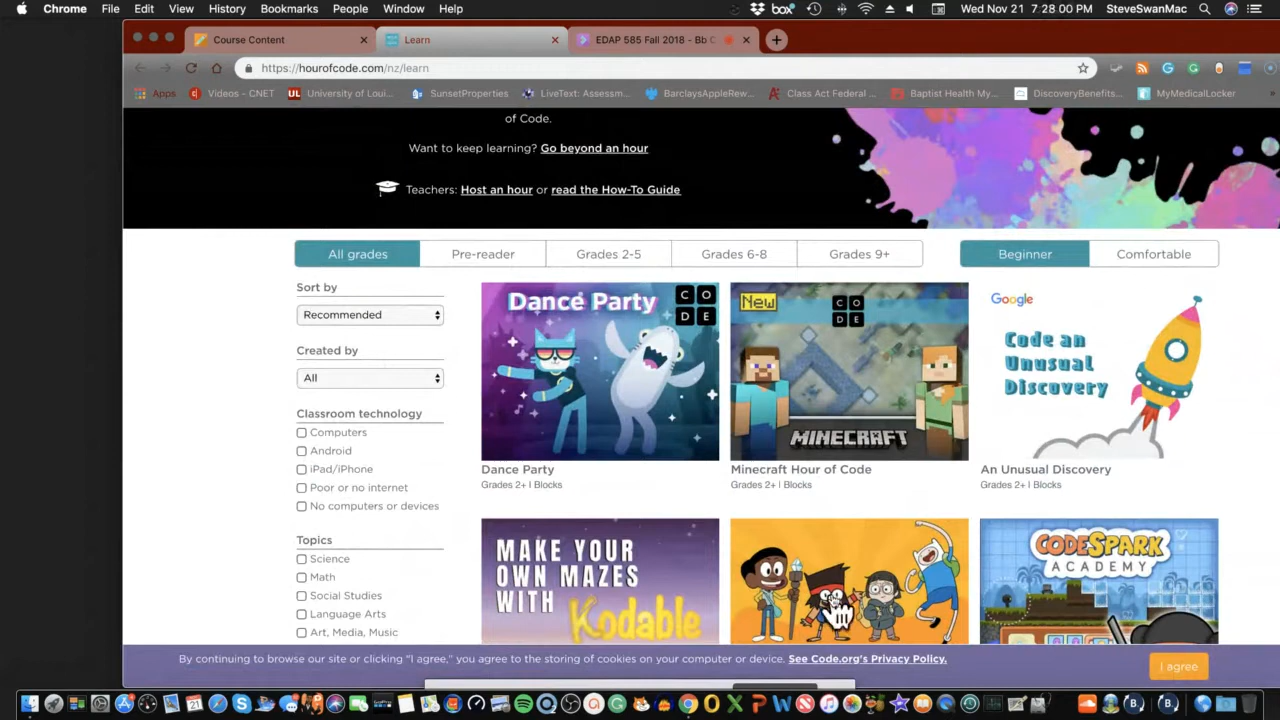 Chrome File Edit View History Bookmarks People Window Help box Wed Nov 21 7:28:00 PM SteveSwanMac
Course Content Learn EDAP 585 Fall 2018 - Bb C
https://hourofcode.com/nz/learn
Apps Videos - CNET University of Loui... SunsetProperties LiveText: Assessm... BarclaysAppleRew... Class Act Federal ... Baptist Health My... DiscoveryBenefits... MyMedicalLocker
of Code.
Want to keep learning? Go beyond an hour
Teachers: Host an hour or read the How-To Guide
All grades Pre-reader Grades 2-5 Grades 6-8 Grades 9+ Beginner Comfortable
Sort by
Recommended
Created by
All
Classroom technology
Computers
Android
iPad/iPhone
Poor or no internet
No computers or devices
Topics
Science
Math
Social Studies
Language Arts
Art, Media, Music
Dance Party
CO
DE
Dance Party
Grades 2+ | Blocks
New
CO
DE
MINECRAFT
Minecraft Hour of Code
Grades 2+ | Blocks
Google
Code an
Unusual
Discovery
An Unusual Discovery
Grades 2+ | Blocks
MAKE YOUR
OWN MAZES
WITH Kodable
CODESPARK
ACADEMY
By continuing to browse our site or clicking "I agree," you agree to the storing of cookies on your computer or device. See Code.org's Privacy Policy.
I agree